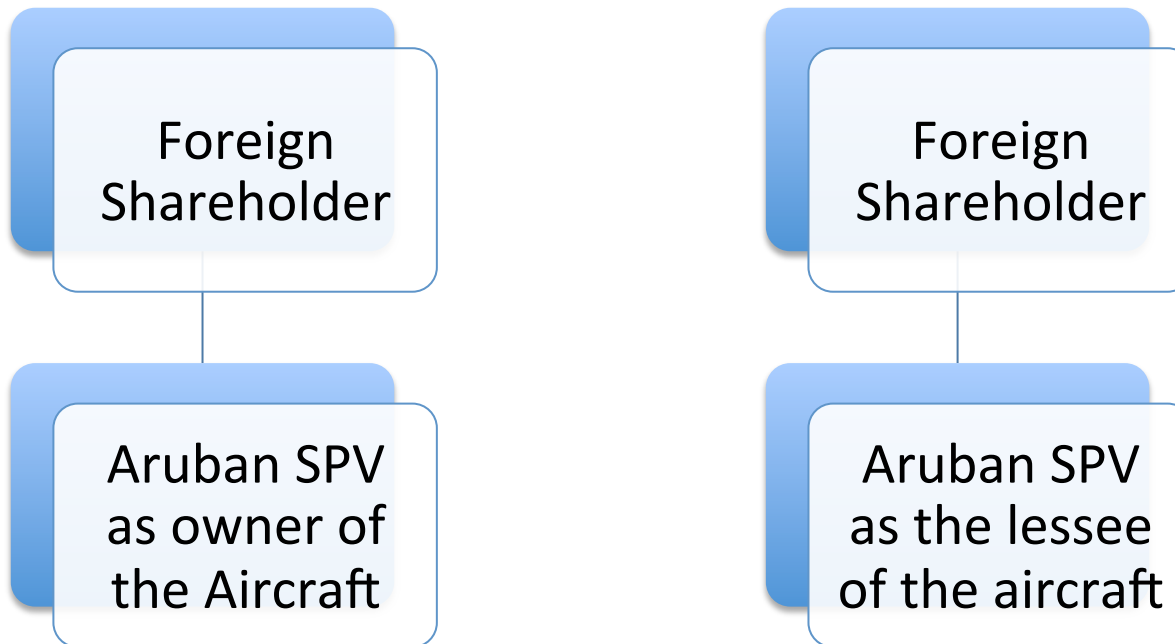 Foreign
Shareholder
Aruban SPV
as owner of
the Aircraft
Foreign
Shareholder
Aruban SPV
as the lessee
of the aircraft